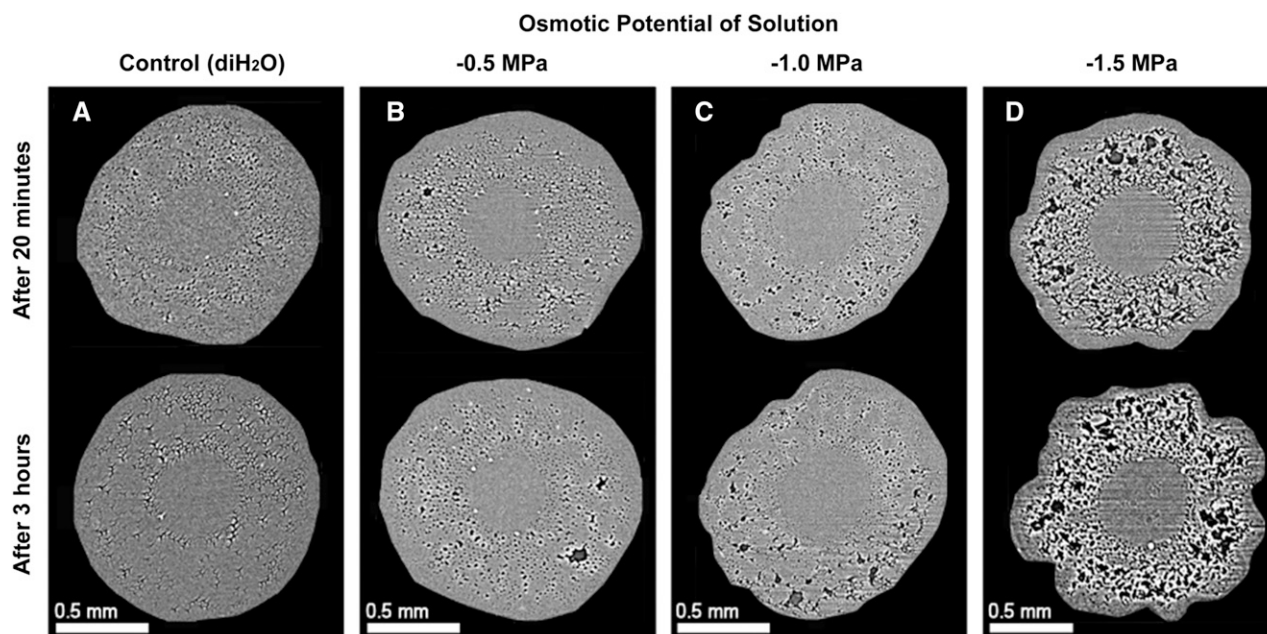 Osmotic Potential of Solution
Control (diH₂O) -0.5 MPa -1.0 MPa -1.5 MPa
After 20 minutes
A B C D
After 3 hours
0.5 mm 0.5 mm 0.5 mm 0.5 mm